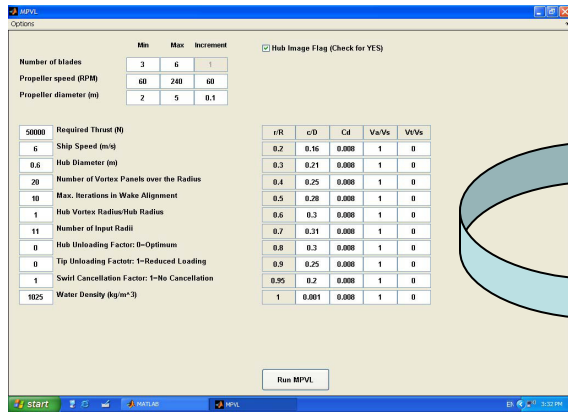 MPVL
Options
Min Max Increment
Number of blades 3 6 1
Propeller speed (RPM) 60 240 60
Propeller diameter (m) 2 5 0.1
Hub Image Flag (Check for YES)
50000 Required Thrust (N)
6 Ship Speed (m/s)
0.6 Hub Diameter (m)
20 Number of Vortex Panels over the Radius
10 Max. Iterations in Wake Alignment
1 Hub Vortex Radius/Hub Radius
11 Number of Input Radii
0 Hub Unloading Factor: 0=Optimum
0 Tip Unloading Factotr: 1=Reduced Loading
1 Swirl Cancellation Factor: 1=No Cancellation
1025 Water Density (kg/m^3)
r/R c/D Cd Va/Vs Vt/Vs
0.2 0.16 0.008 1 0
0.3 0.21 0.008 1 0
0.4 0.25 0.008 1 0
0.5 0.28 0.008 1 0
0.6 0.3 0.008 1 0
0.7 0.31 0.008 1 0
0.8 0.3 0.008 1 0
0.9 0.25 0.008 1 0
0.95 0.2 0.008 1 0
1 0.001 0.008 1 0
Run MPVL
start MATLAB MPVL EN 3:32 PM